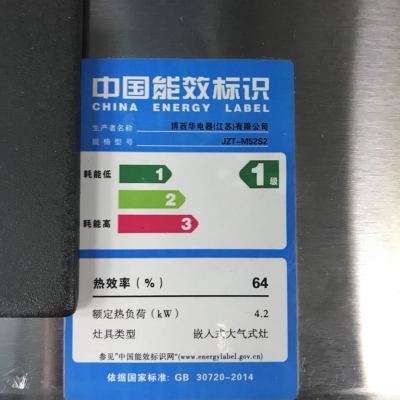 中国能效标识
CHINA ENERGY LABEL
生产者名称 博西华电器(江苏)有限公司
规格型号 JZT-M52S2
耗能低 1 1级
2
耗能高 3
热效率(%) 64
额定热负荷(kW) 4.2
灶具类型 嵌入式大气式灶
参见"中国能效标识网"(www.energylabel.gov.cn)
依据国家标准: GB 30720-2014